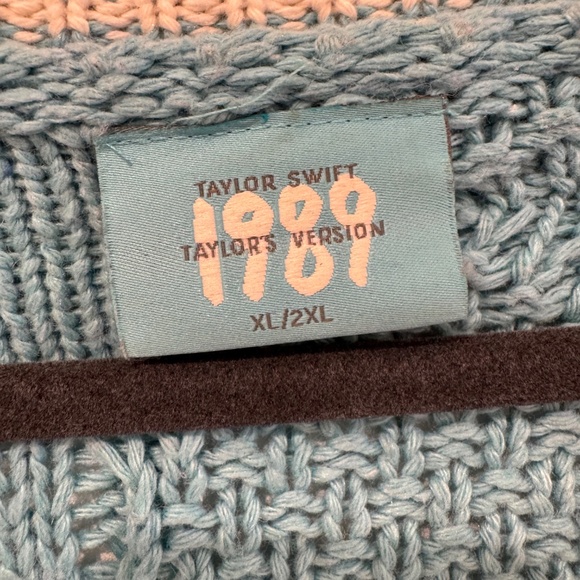 TAYLOR SWIFT
1989
TAYLOR'S VERSION
XL/2XL